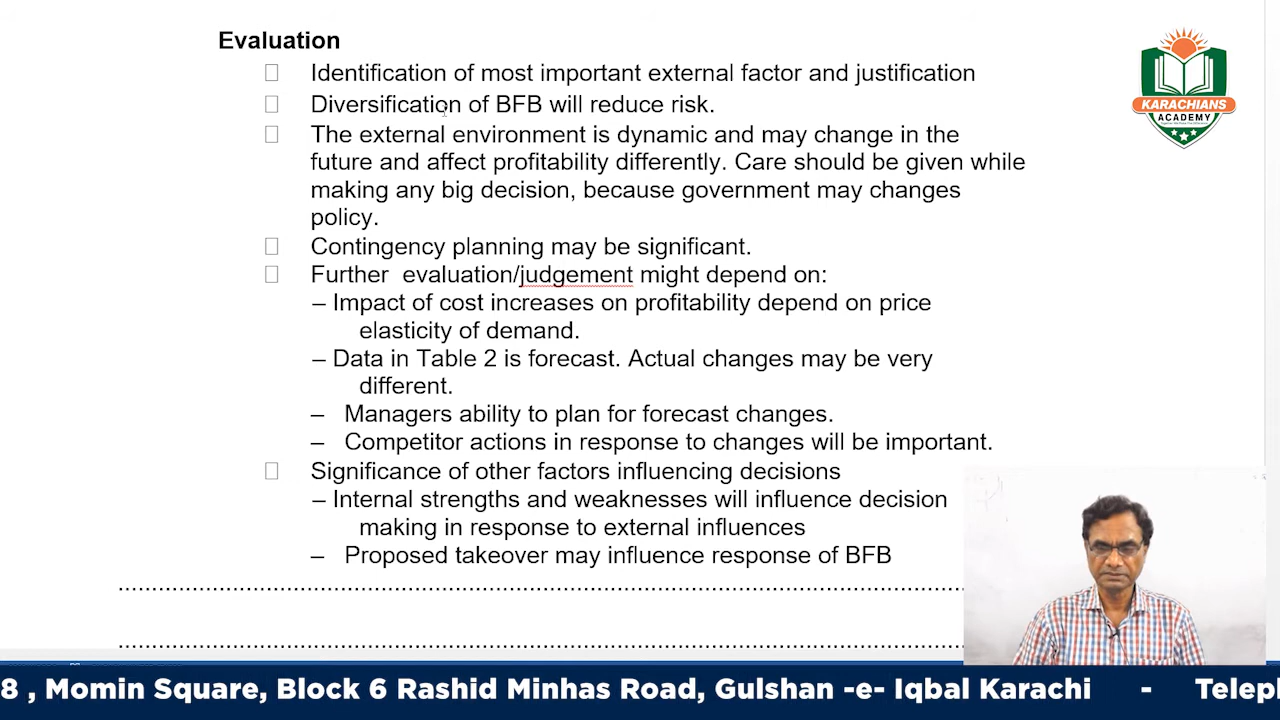 Evaluation
Identification of most important external factor and justification
Diversification of BFB will reduce risk.
The external environment is dynamic and may change in the
future and affect profitability differently. Care should be given while
making any big decision, because government may changes
policy.
Contingency planning may be significant.
Further evaluation/judgement might depend on:
– Impact of cost increases on profitability depend on price
elasticity of demand.
– Data in Table 2 is forecast. Actual changes may be very
different.
– Managers ability to plan for forecast changes.
– Competitor actions in response to changes will be important.
Significance of other factors influencing decisions
– Internal strengths and weaknesses will influence decision
making in response to external influences
– Proposed takeover may influence response of BFB
KARACHIANS
ACADEMY
8 , Momin Square, Block 6 Rashid Minhas Road, Gulshan -e- Iqbal Karachi - Telep